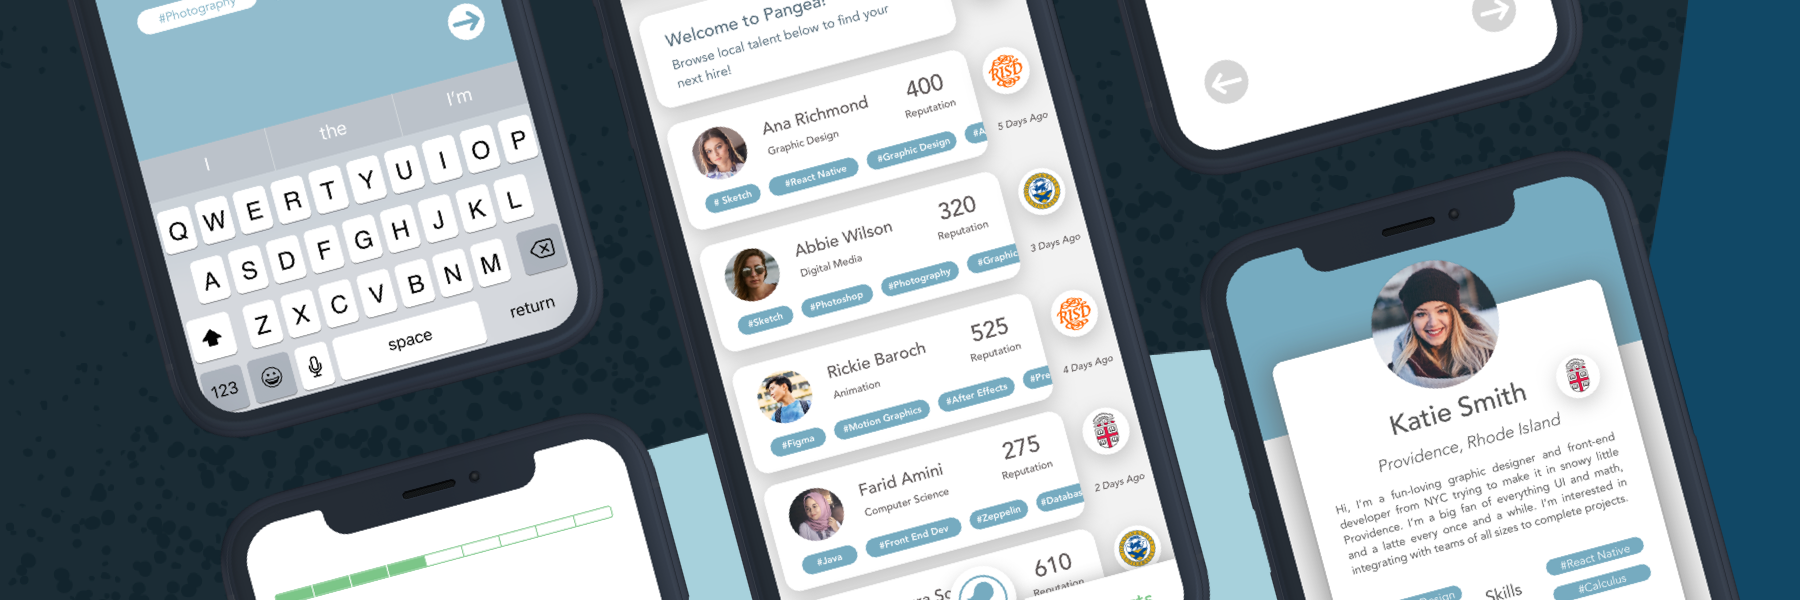 #Photography
I
the
I'm
Q W E R T Y U I O P
A S D F G H J K L
Z X C V B N M
123
space
return
Welcome to Pangea!
Browse local talent below to find your
next hire!
Ana Richmond
Graphic Design
400
Reputation
# Sketch
#React Native
#Graphic Design
#A
RISD
5 Days Ago
Abbie Wilson
Digital Media
320
Reputation
#Sketch
#Photoshop
#Photography
#Graphic
3 Days Ago
Rickie Baroch
Animation
525
Reputation
#Figma
#Motion Graphics
#After Effects
#Pre
RISD
4 Days Ago
Farid Amini
Computer Science
275
Reputation
#Java
#Front End Dev
#Zeppelin
#Databas
2 Days Ago
610
Reputation
Katie Smith
Providence, Rhode Island
Hi, I'm a fun-loving graphic designer and front-end
developer from NYC trying to make it in snowy little
Providence. I'm a big fan of everything UI and math,
and a latte every once and a while. I'm interested in
integrating with teams of all sizes to complete projects.
Skills
#React Native
#Calculus